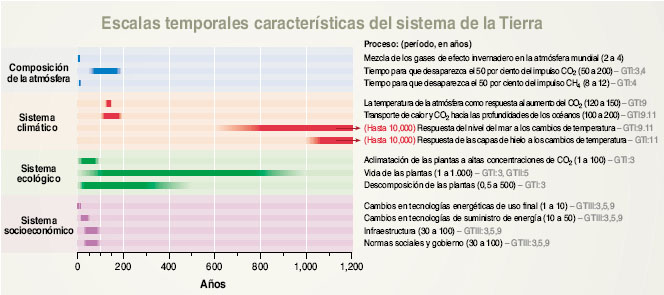 Escalas temporales características del sistema de la Tierra
Proceso: (período, en años)
Composición
de la atmósfera
Mezcla de los gases de efecto invernadero en la atmósfera mundial (2 a 4)
Tiempo para que desaparezca el 50 por ciento del impulso CO₂ (50 a 200) – GTI:3,4
Tiempo para que desaparezca el 50 por ciento del impulso CH₄ (8 a 12) – GTI:4
Sistema
climático
La temperatura de la atmósfera como respuesta al aumento del CO₂ (120 a 150) – GTI:9
Transporte de calor y CO₂ hacia las profundidades de los océanos (100 a 200) – GTI:9.11
(Hasta 10,000) Respuesta del nivel del mar a los cambios de temperatura – GTI:9.11
(Hasta 10,000) Respuesta de las capas de hielo a los cambios de temperatura – GTI:11
Sistema
ecológico
Aclimatación de las plantas a altas concentraciones de CO₂ (1 a 100) – GTI:3
Vida de las plantas (1 a 1.000) – GTI: 3, GTII:5
Descomposición de las plantas (0,5 a 500) – GTI:3
Sistema
socioeconómico
Cambios en tecnologías energéticas de uso final (1 a 10) – GTIII:3,5,9
Cambios en tecnologías de suministro de energía (10 a 50) – GTIII:3,5,9
Infraestructura (30 a 100) – GTIII:3,5,9
Normas sociales y gobierno (30 a 100) – GTIII:3,5,9
0 200 400 600 800 1,000 1,200
Años